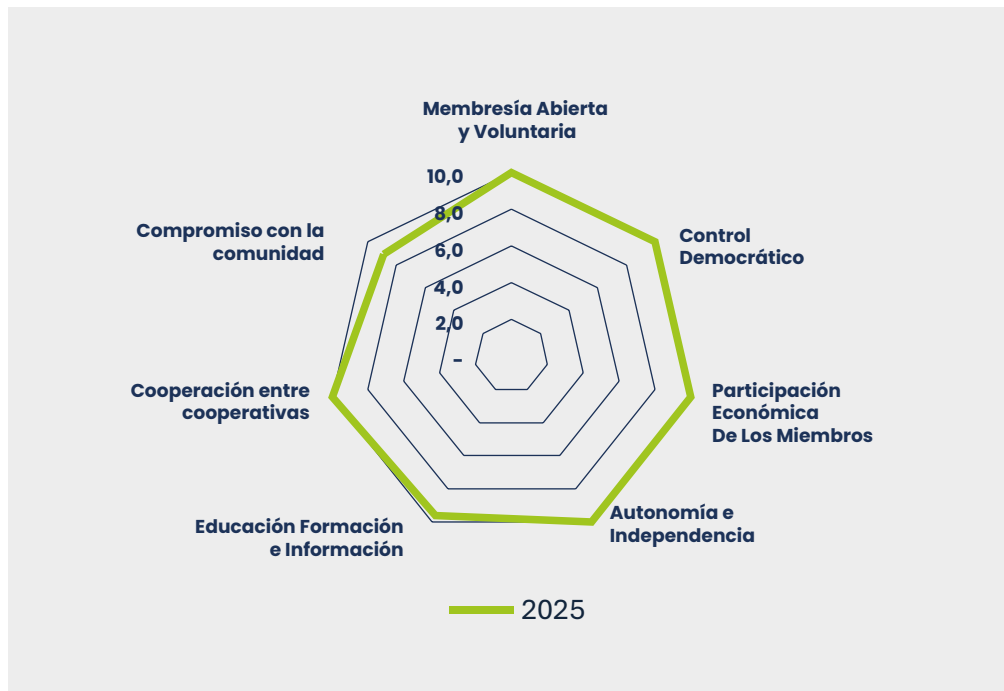 Membresía Abierta
y Voluntaria
10,0
8,0
6,0
4,0
2,0
-
Compromiso con la
comunidad
Control
Democrático
Cooperación entre
cooperativas
Participación
Económica
De Los Miembros
Educación Formación
e Información
Autonomía e
Independencia
2025